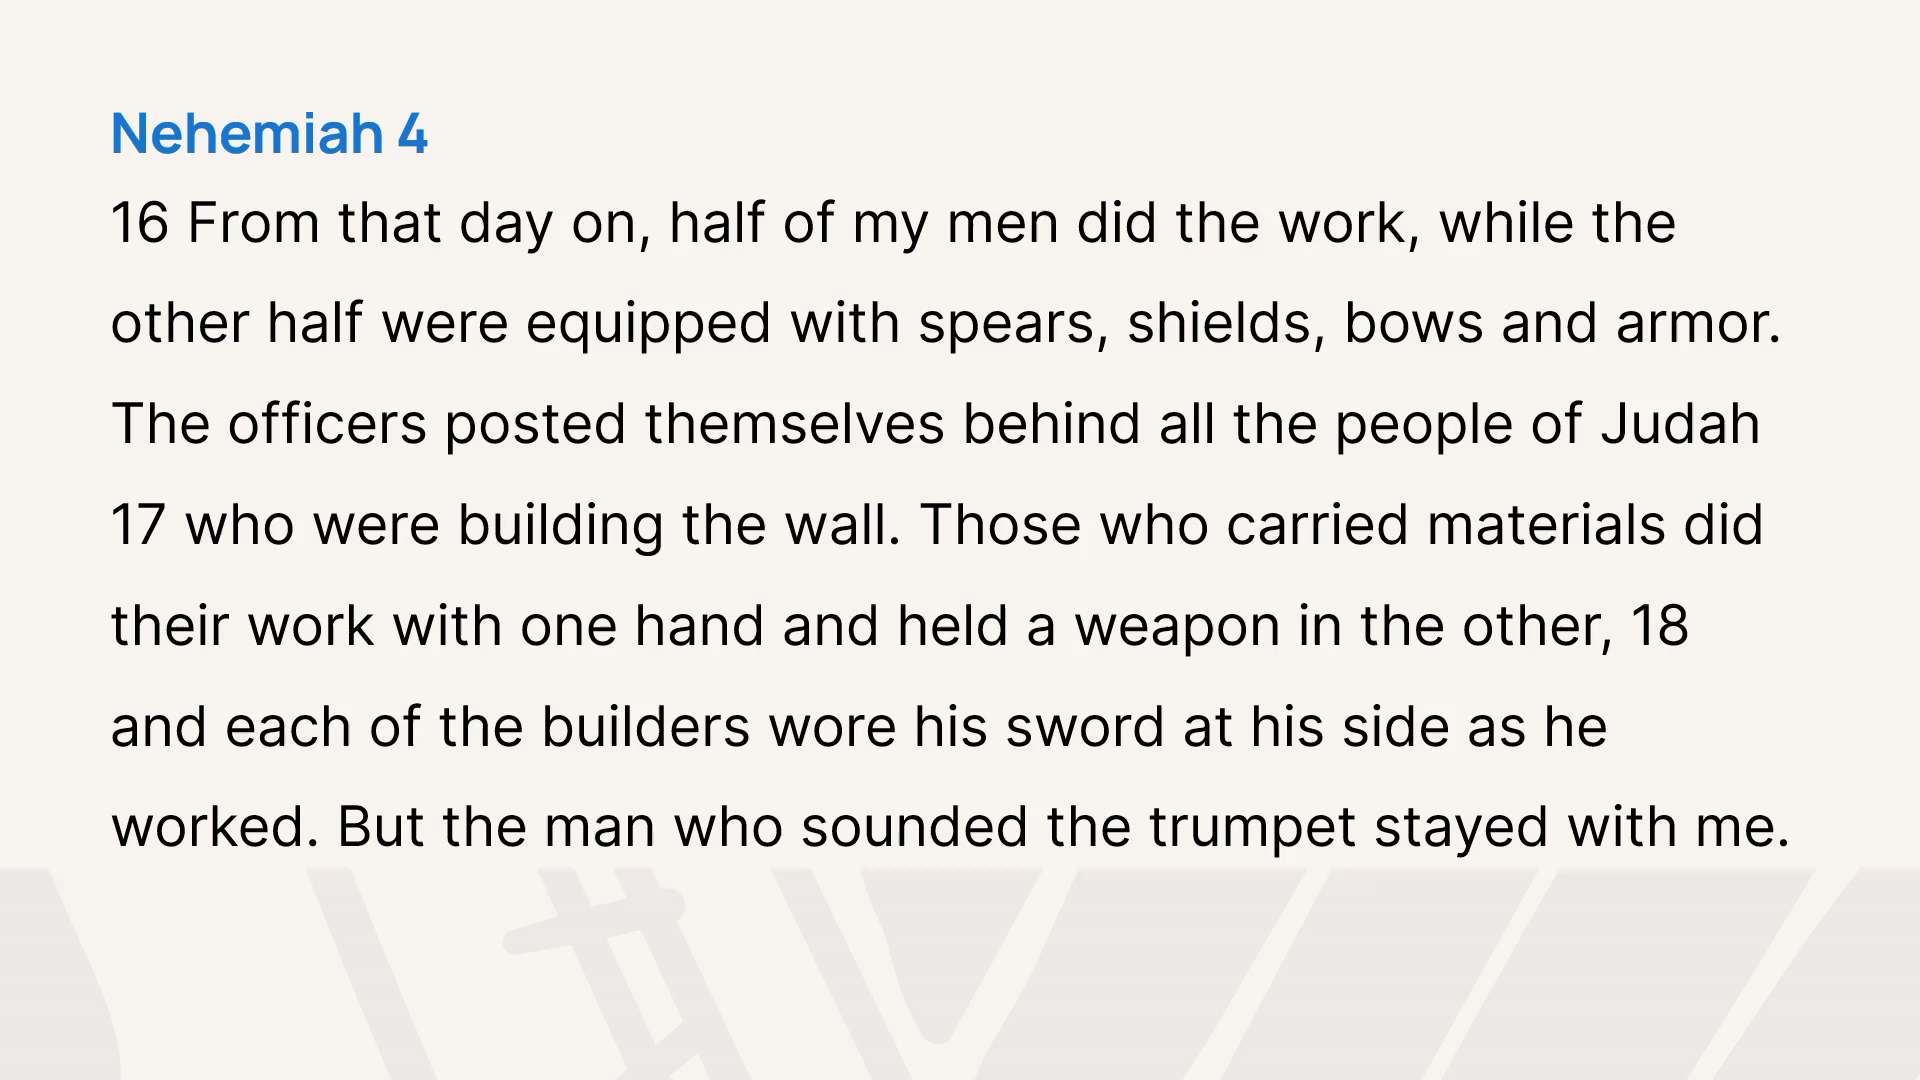 Nehemiah 4
16 From that day on, half of my men did the work, while the
other half were equipped with spears, shields, bows and armor.
The officers posted themselves behind all the people of Judah
17 who were building the wall. Those who carried materials did
their work with one hand and held a weapon in the other, 18
and each of the builders wore his sword at his side as he
worked. But the man who sounded the trumpet stayed with me.